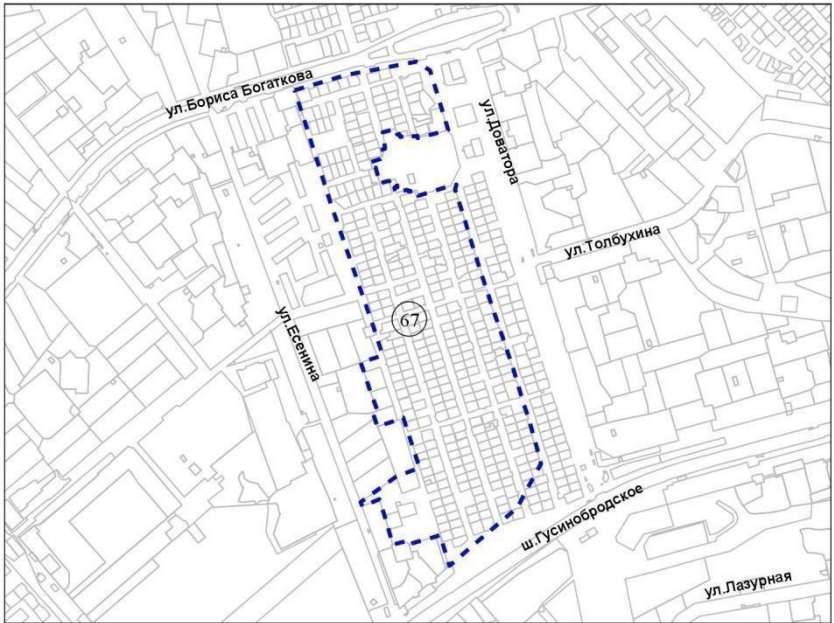 ул.Бориса Богаткова
ул.Доватора
ул.Толбухина
67
ул.Есенина
ш.Гусинобродское
ул.Лазурная